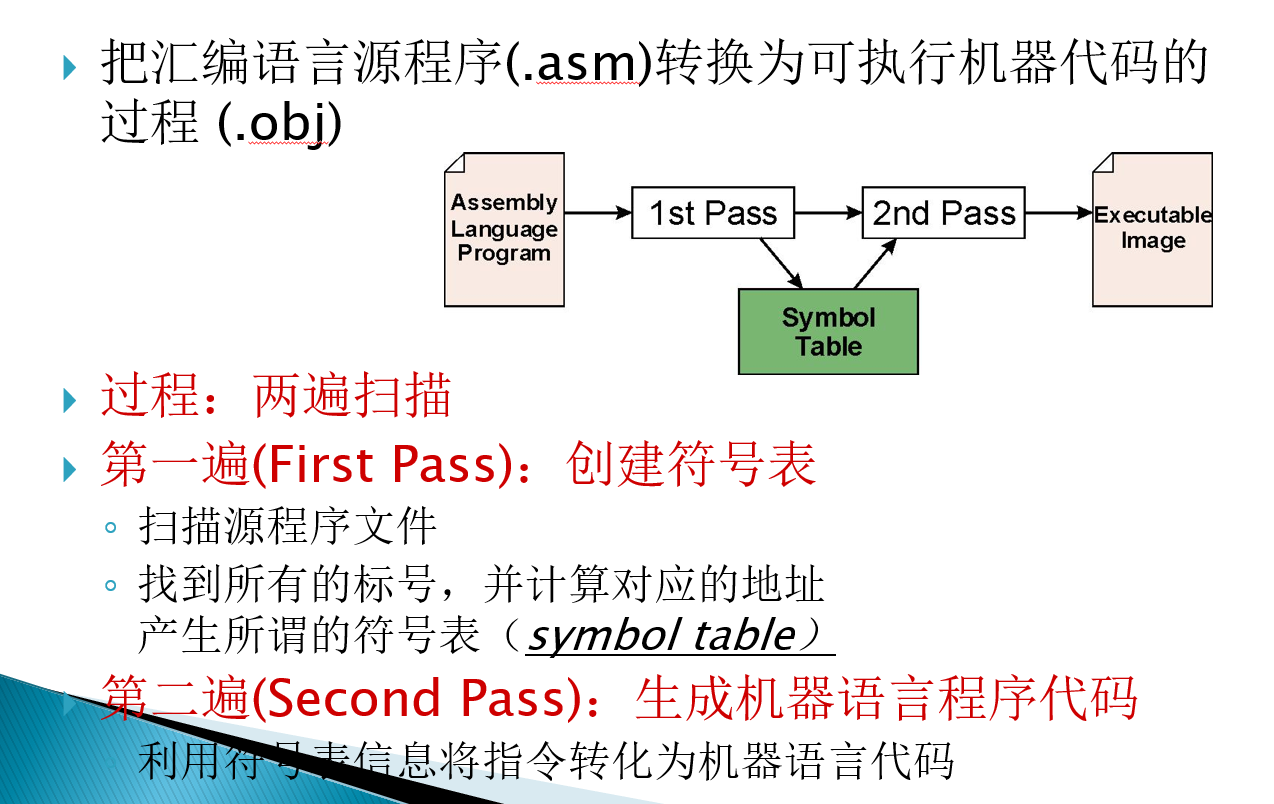 把汇编语言源程序(.asm)转换为可执行机器代码的
过程 (.obj)
Assembly
Language
Program
1st Pass
2nd Pass
Executable
Image
Symbol
Table
过程：两遍扫描
第一遍(First Pass)：创建符号表
扫描源程序文件
找到所有的标号，并计算对应的地址
产生所谓的符号表（symbol table）
第二遍(Second Pass)：生成机器语言程序代码
利用符号表信息将指令转化为机器语言代码